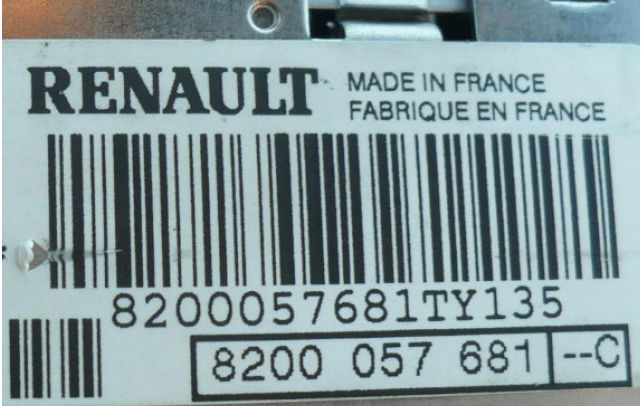 RENAULT
MADE IN FRANCE
FABRIQUE EN FRANCE
8200057681TY135
8200 057 681 --C